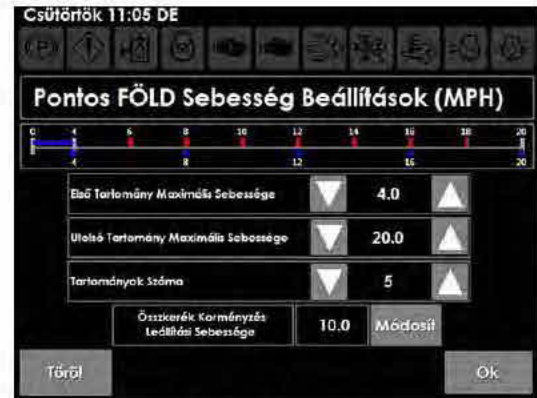 Csütörtök 11:05 DE
(P)
Pontos FÖLD Sebesség Beállítások (MPH)
0 4 6 8 10 12 14 16 18 20
4 8 12 16 20
Első Tartomány Maximális Sebessége 4.0
Utolsó Tartomány Maximális Sebessége 20.0
Tartományok Száma 5
Összkerék Korményzés
Leállítási Sebessége
10.0 Módosít
Töröl Ok